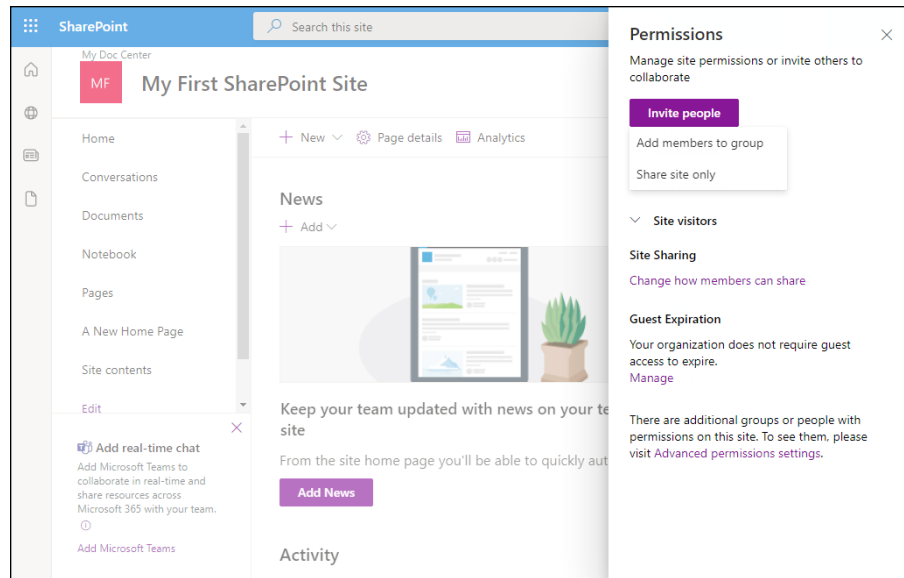 SharePoint
Search this site
My Doc Center
MF
My First SharePoint Site
Home
Conversations
Documents
Notebook
Pages
A New Home Page
Site contents
Edit
Add real-time chat
Add Microsoft Teams to
collaborate in real-time and
share resources across
Microsoft 365 with your team.
Add Microsoft Teams
New
Page details
Analytics
News
Add
Keep your team updated with news on your te
site
From the site home page you'll be able to quickly aut
Add News
Activity
Permissions
Manage site permissions or invite others to
collaborate
Invite people
Add members to group
Share site only
Site visitors
Site Sharing
Change how members can share
Guest Expiration
Your organization does not require guest
access to expire.
Manage
There are additional groups or people with
permissions on this site. To see them, please
visit Advanced permissions settings.